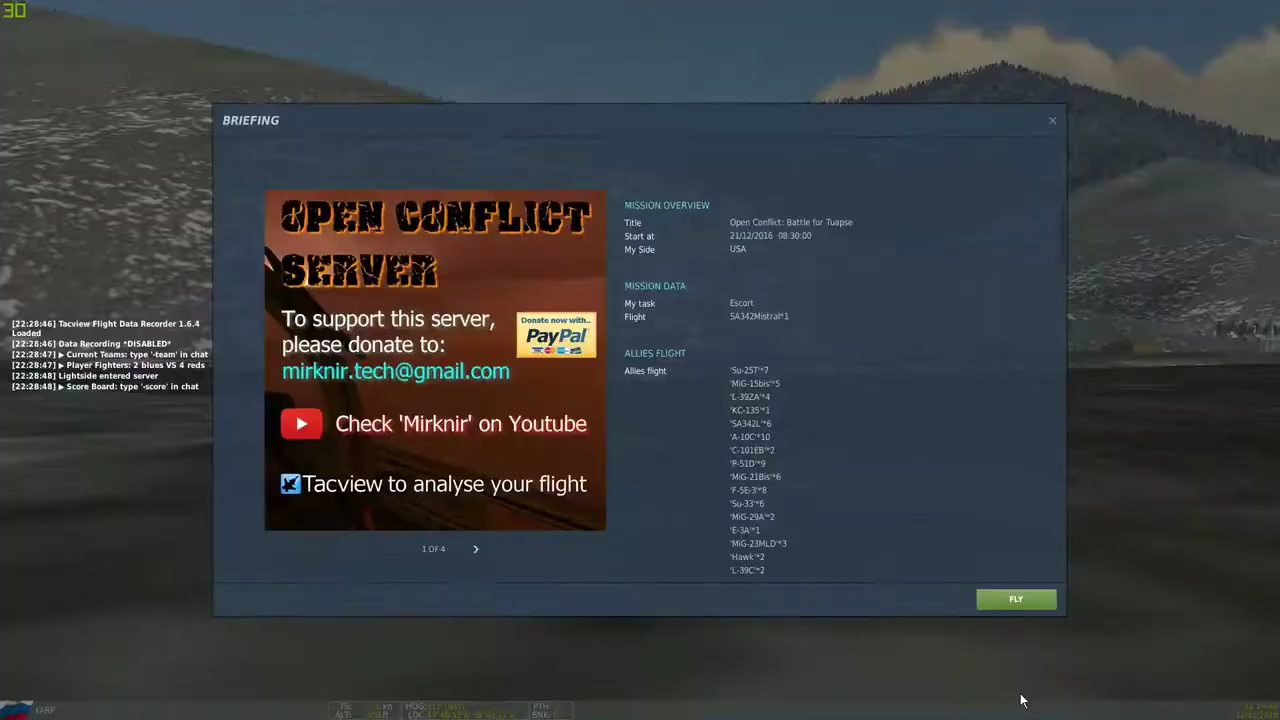 30
BRIEFING
OPEN CONFLICT
SERVER
To support this server,
please donate to:
mirknir.tech@gmail.com
Donate now with..
PayPal
Check 'Mirknir' on Youtube
Tacview to analyse your flight
1 OF 4
MISSION OVERVIEW
Title Open Conflict: Battle for Tuapse
Start at 21/12/2016 08:30:00
My Side USA
MISSION DATA
My task Escort
Flight SA342Mistral*1
ALLIES FLIGHT
Allies flight 'Su-25T'*7
'MiG-15bis'*5
'L-39ZA'*4
'KC-135'*1
'SA342L'*6
'A-10C'*10
'C-101EB'*2
'P-51D'*9
'MiG-21Bis'*6
'F-5E-3'*8
'Su-33'*6
'MiG-29A'*2
'E-3A'*1
'MiG-23MLD'*3
'Hawk'*2
'L-39C'*2
FLY
[22:28:46] Tacview Flight Data Recorder 1.6.4
Loaded
[22:28:46] Data Recording *DISABLED*
[22:28:47] ▶ Current Teams: type '-team' in chat
[22:28:47] ▶ Player Fighters: 2 blues VS 4 reds
[22:28:48] Lightside entered server
[22:28:48] ▶ Score Board: type '-score' in chat
FARP